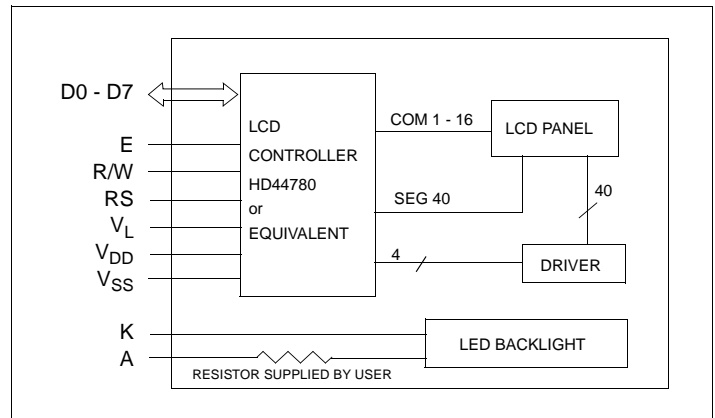 D0 - D7
E
R/W
RS
VL
VDD
VSS
K
A
LCD
CONTROLLER
HD44780
or
EQUIVALENT
COM 1 - 16
SEG 40
4
LCD PANEL
40
DRIVER
LED BACKLIGHT
RESISTOR SUPPLIED BY USER